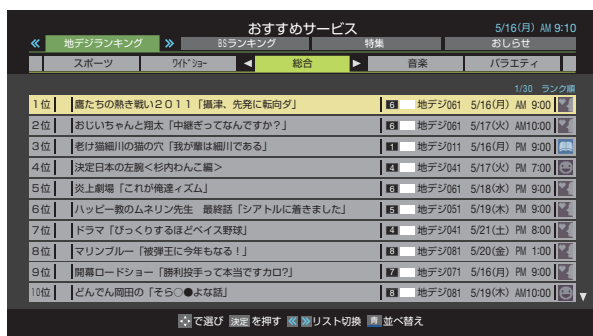 おすすめサービス 5/16(月) AM 9:10
≪ 地デジランキング ≫ BSランキング 特集 おしらせ
スポーツ ワイドショー ◀ 総合 ▶ 音楽 バラエティ
1/30 ランク順
1位 鷹たちの熱き戦い2011「攝津、先発に転向ダ」 6 地デジ061 5/16(月) AM 9:00
2位 おじいちゃんと翔太「中継ぎってなんですか?」 6 地デジ061 5/17(火) AM10:00
3位 老け猫細川の猫の穴「我が輩は細川である」 1 地デジ011 5/16(月) PM 9:00
4位 決定日本の左腕<杉内わんこ編> 4 地デジ041 5/17(火) PM 7:00
5位 炎上劇場「これが俺達ィズム」 6 地デジ061 5/18(水) PM 9:00
6位 ハッピー教のムネリン先生 最終話「シアトルに着きました」 5 地デジ051 5/19(木) PM 9:00
7位 ドラマ「びっくりするほどベイス野球」 4 地デジ041 5/21(土) PM 8:00
8位 マリンブルー「被弾王に今年もなる!」 8 地デジ081 5/20(金) PM 1:00
9位 開幕ロードショー「勝利投手って本当ですカロ?」 7 地デジ071 5/16(月) PM 9:00
10位 どんでん岡田の「そら○●よな話」 8 地デジ081 5/19(木) AM10:00 ▼
で選び 決定 を押す ≪ ≫ リスト切換 青 並べ替え